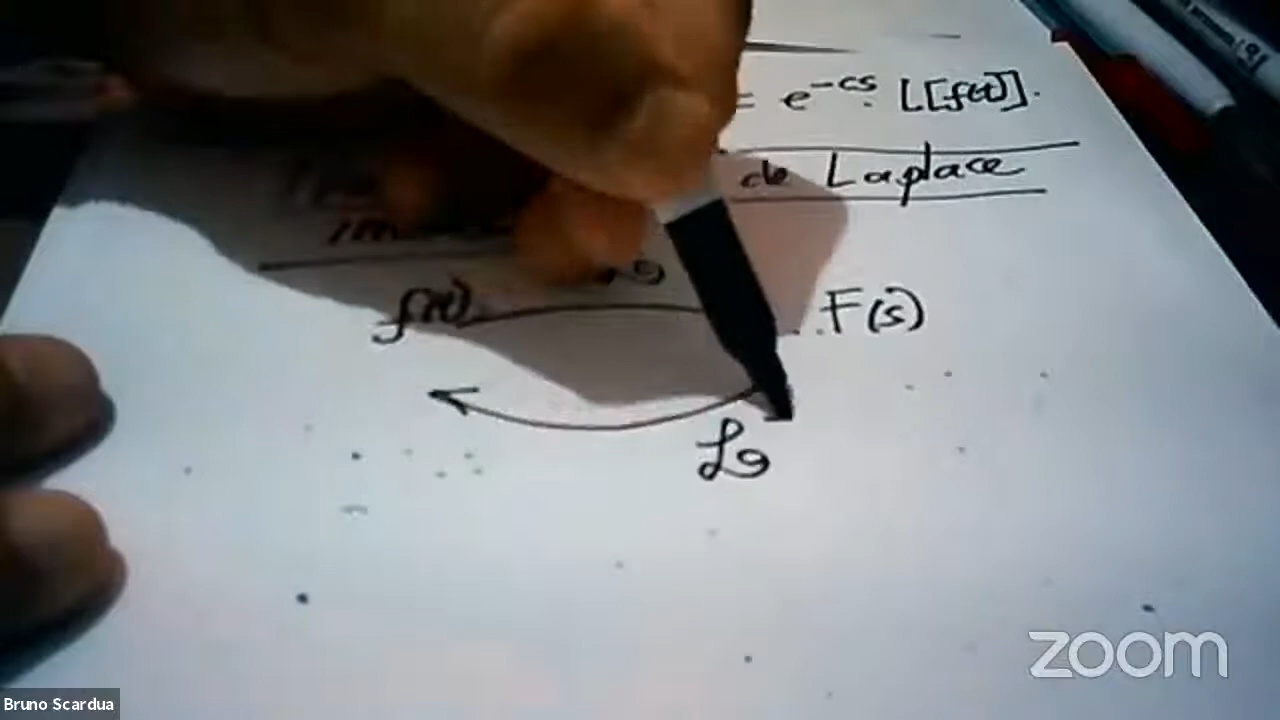 = e^-cs. L[f(t)].
de Laplace
f(t) F(s)
L
zoom
Bruno Scardua